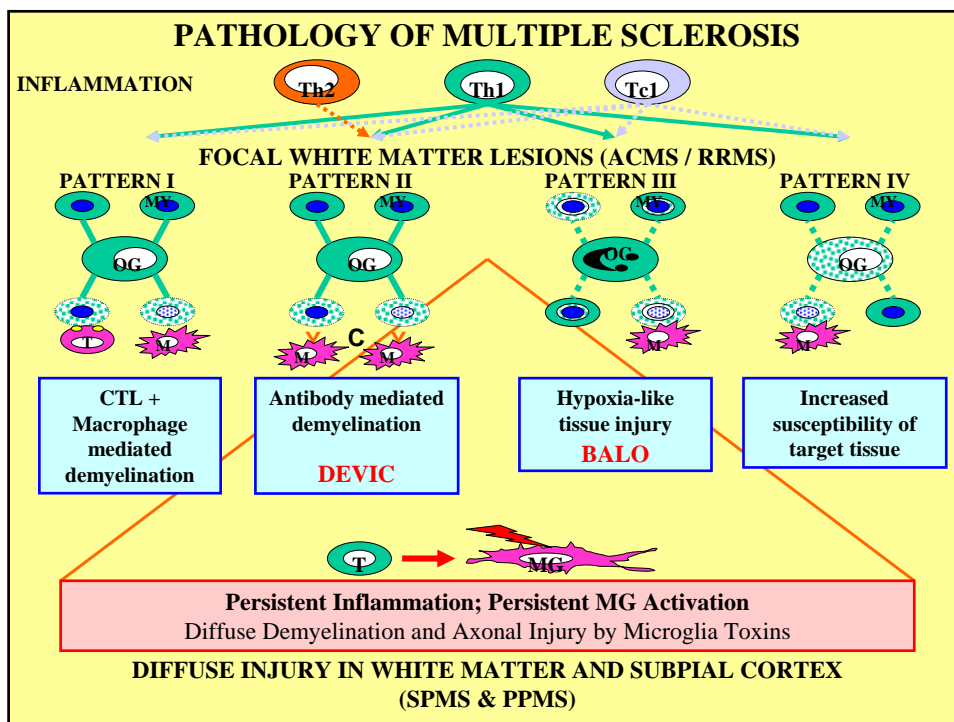 PATHOLOGY OF MULTIPLE SCLEROSIS
INFLAMMATION
Th2
Th1
Tc1
FOCAL WHITE MATTER LESIONS (ACMS / RRMS)
PATTERN I
PATTERN II
PATTERN III
PATTERN IV
MY
MY
MY
MY
OG
OG
OG
OG
T
M
M
C
M
M
M
CTL +
Macrophage
mediated
demyelination
Antibody mediated
demyelination
DEVIC
Hypoxia-like
tissue injury
BALO
Increased
susceptibility of
target tissue
T
MG
Persistent Inflammation; Persistent MG Activation
Diffuse Demyelination and Axonal Injury by Microglia Toxins
DIFFUSE INJURY IN WHITE MATTER AND SUBPIAL CORTEX
(SPMS & PPMS)